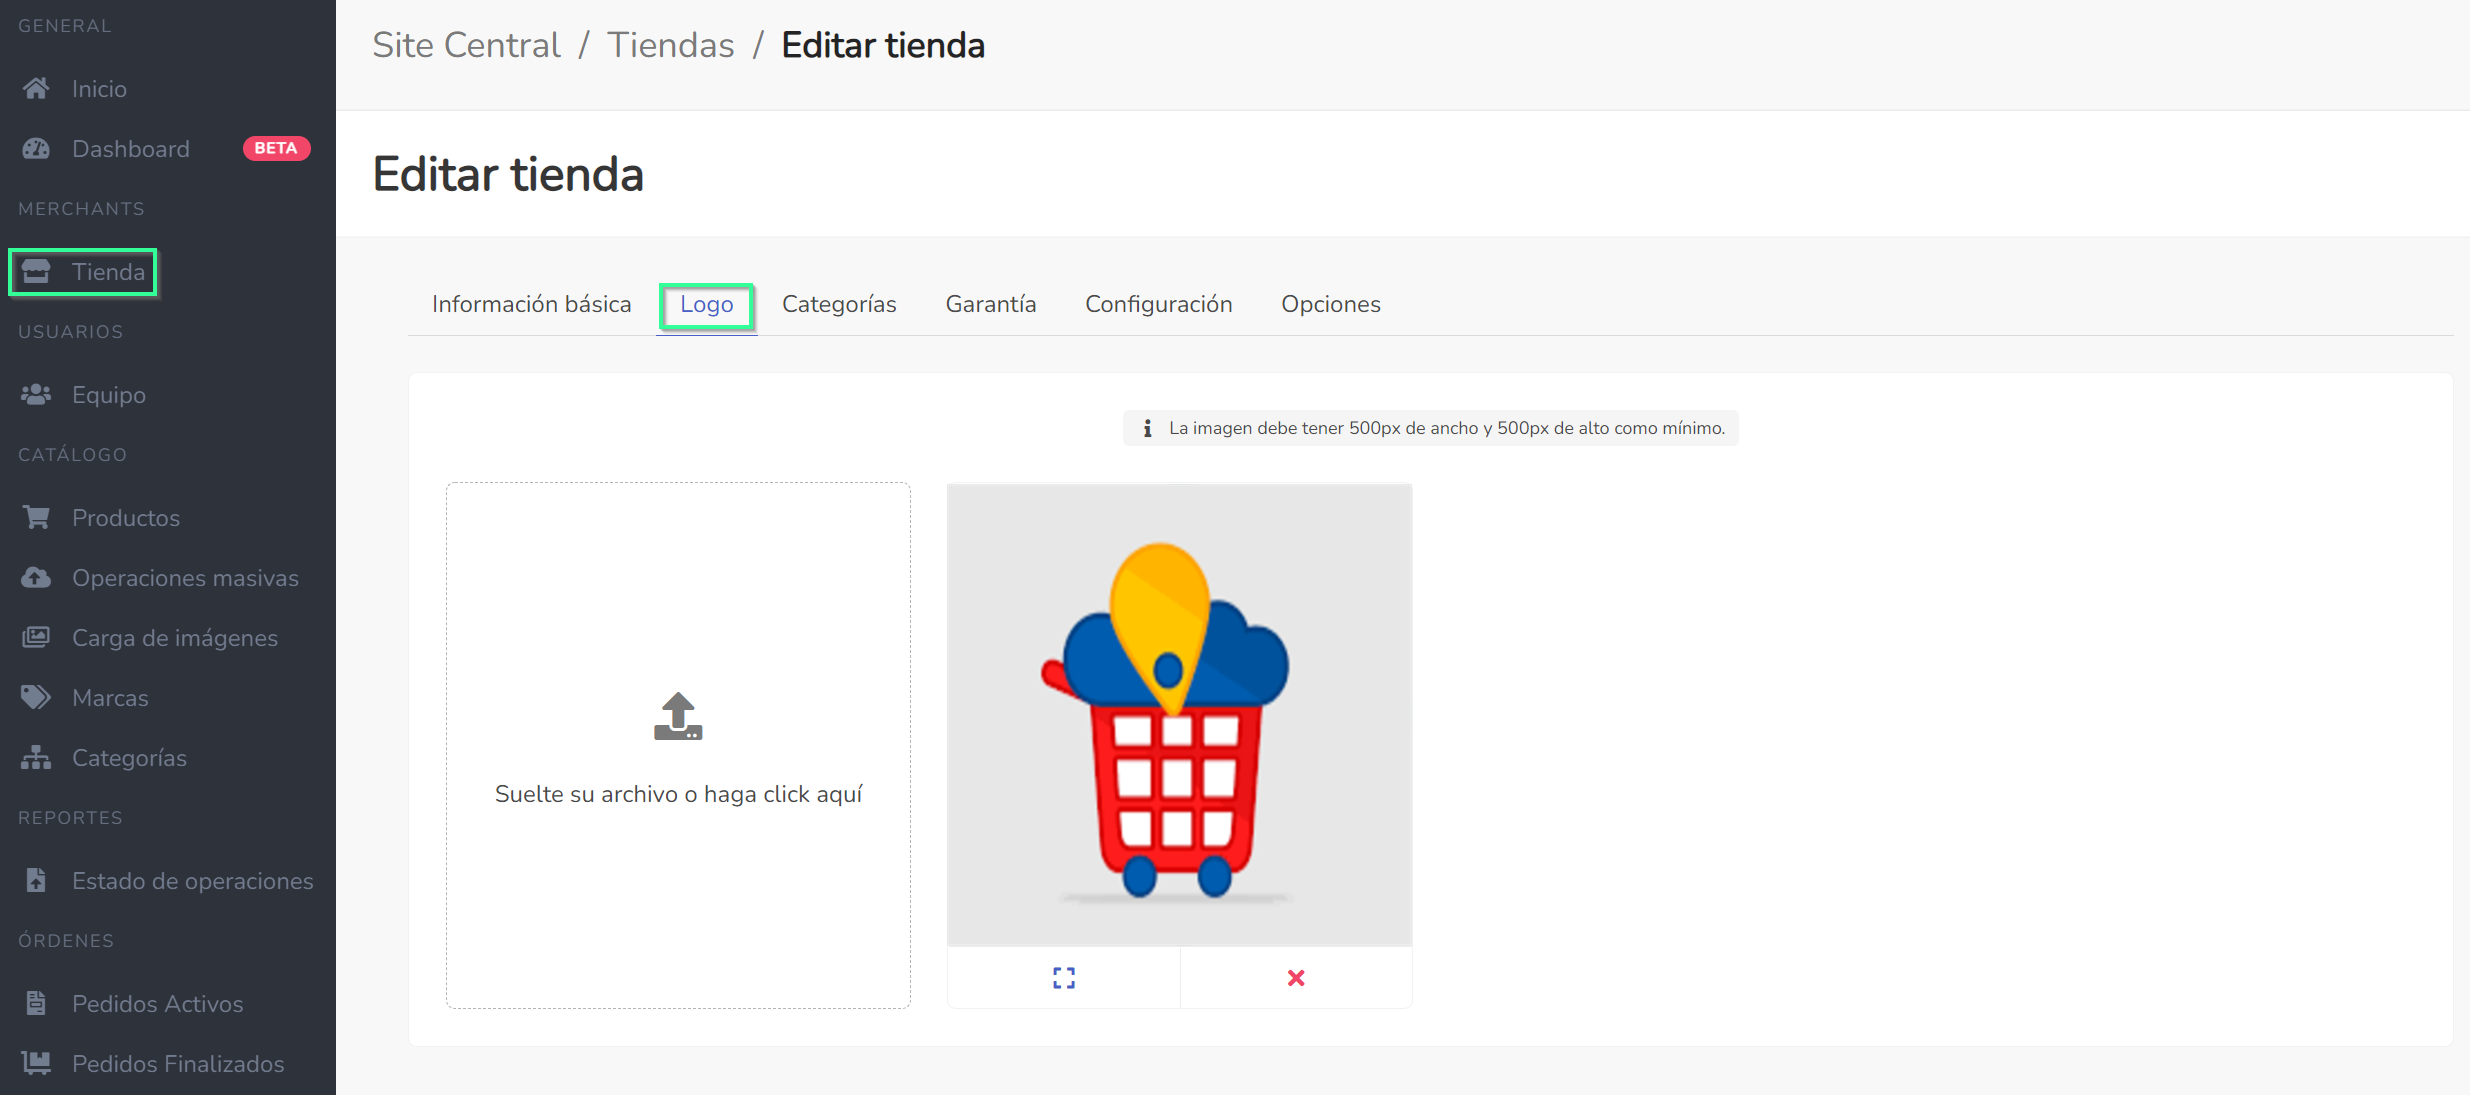 GENERAL
Inicio
Dashboard BETA
MERCHANTS
Tienda
USUARIOS
Equipo
CATÁLOGO
Productos
Operaciones masivas
Carga de imágenes
Marcas
Categorías
REPORTES
Estado de operaciones
ÓRDENES
Pedidos Activos
Pedidos Finalizados
Site Central / Tiendas / Editar tienda
Editar tienda
Información básica Logo Categorías Garantía Configuración Opciones
La imagen debe tener 500px de ancho y 500px de alto como mínimo.
Suelte su archivo o haga click aquí